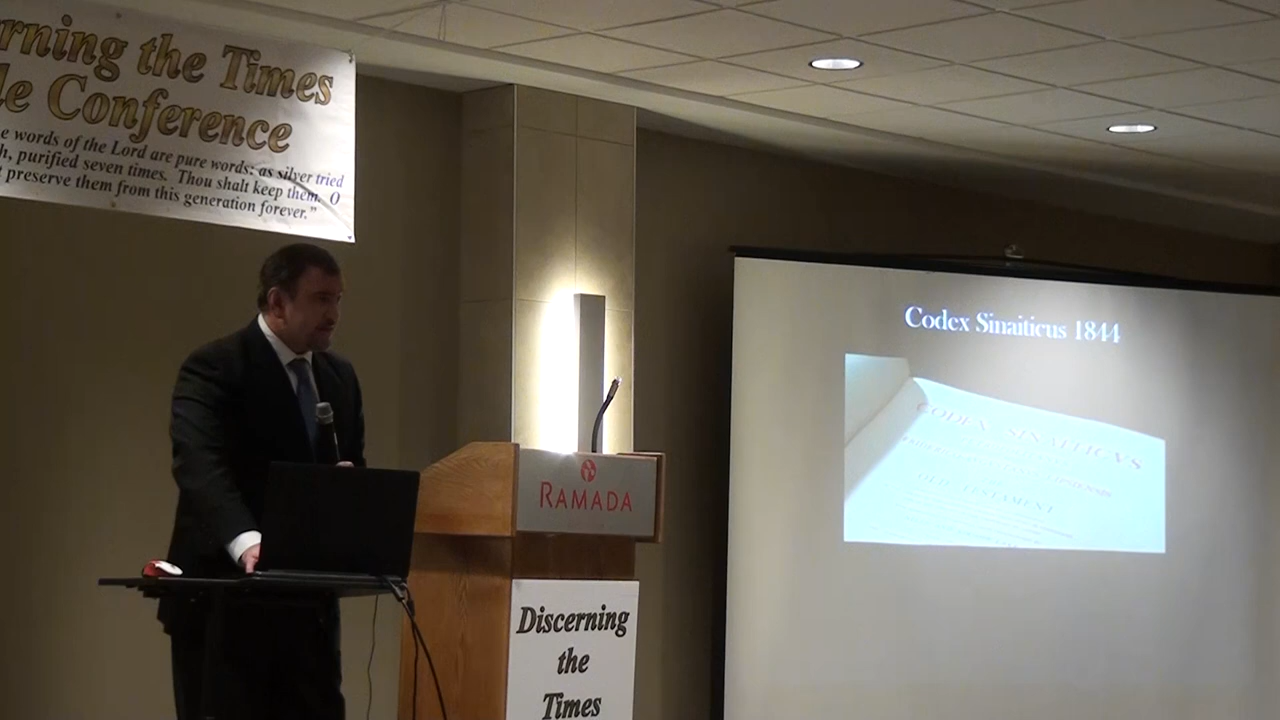 rning the Times
le Conference
e words of the Lord are pure words: as silver tried
h, purified seven times. Thou shalt keep them, O
preserve them from this generation forever."
Codex Sinaiticus 1844
CODEX SINAITICVS
OLD TESTAMENT
RAMADA
Discerning
the
Times